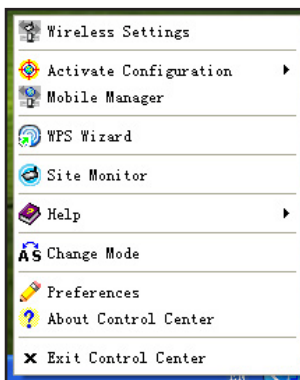 Wireless Settings
Activate Configuration
Mobile Manager
WPS Wizard
Site Monitor
Help
Change Mode
Preferences
About Control Center
Exit Control Center